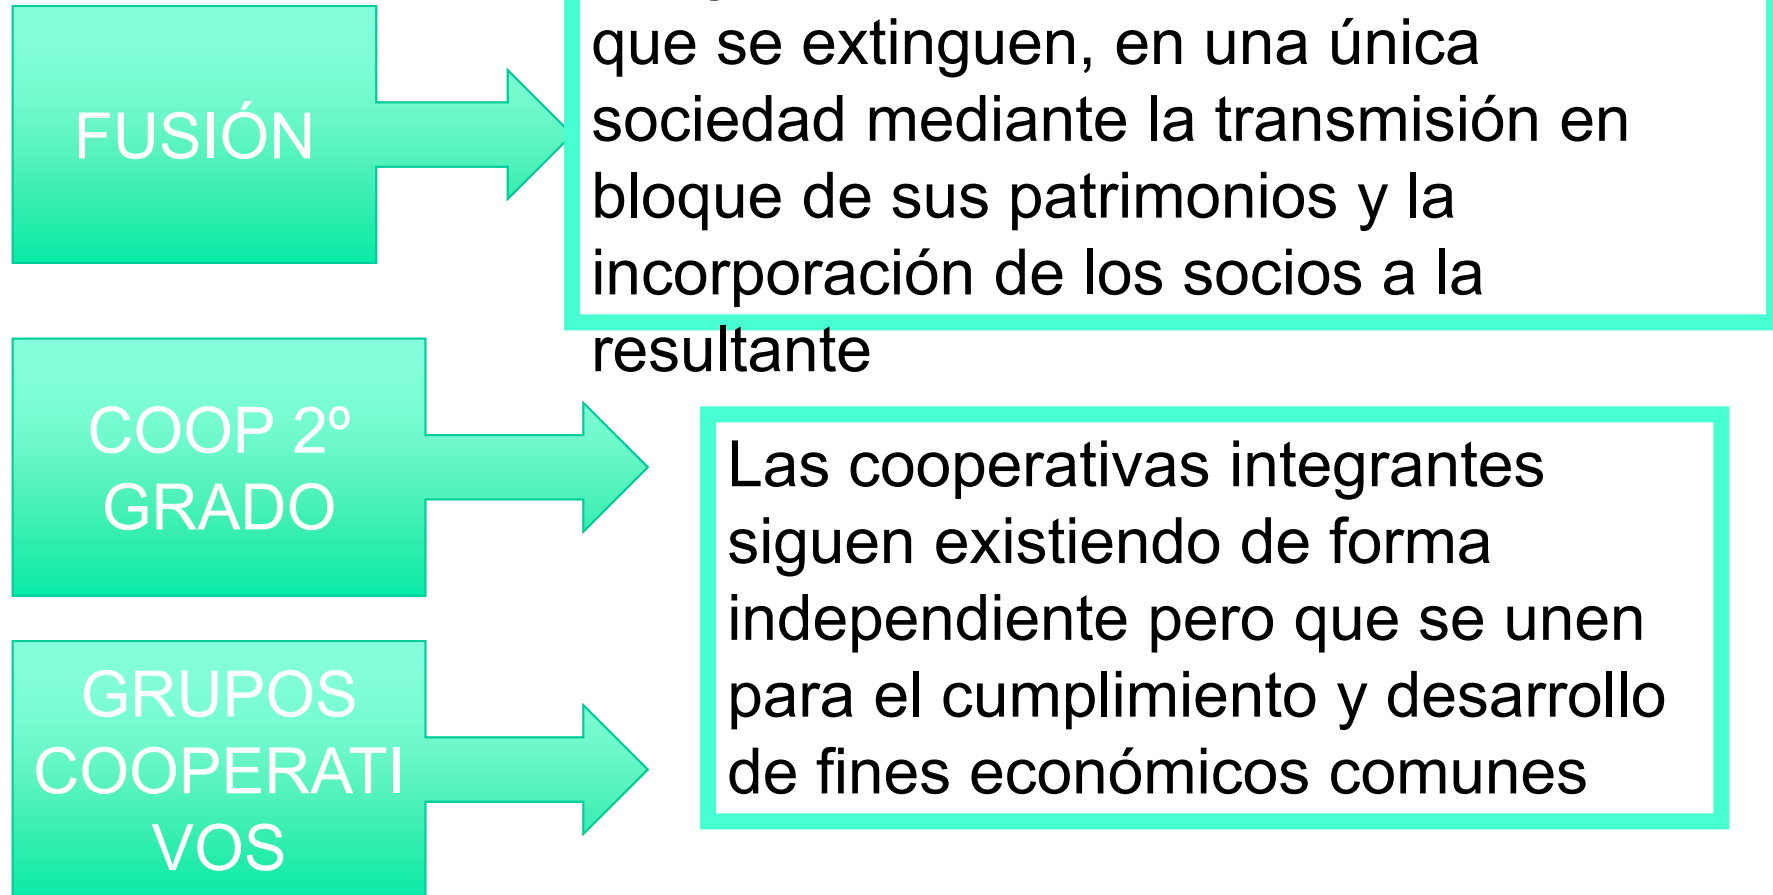 FUSIÓN
que se extinguen, en una única
sociedad mediante la transmisión en
bloque de sus patrimonios y la
incorporación de los socios a la
resultante
COOP 2º
GRADO
Las cooperativas integrantes
siguen existiendo de forma
independiente pero que se unen
para el cumplimiento y desarrollo
de fines económicos comunes
GRUPOS
COOPERATI
VOS